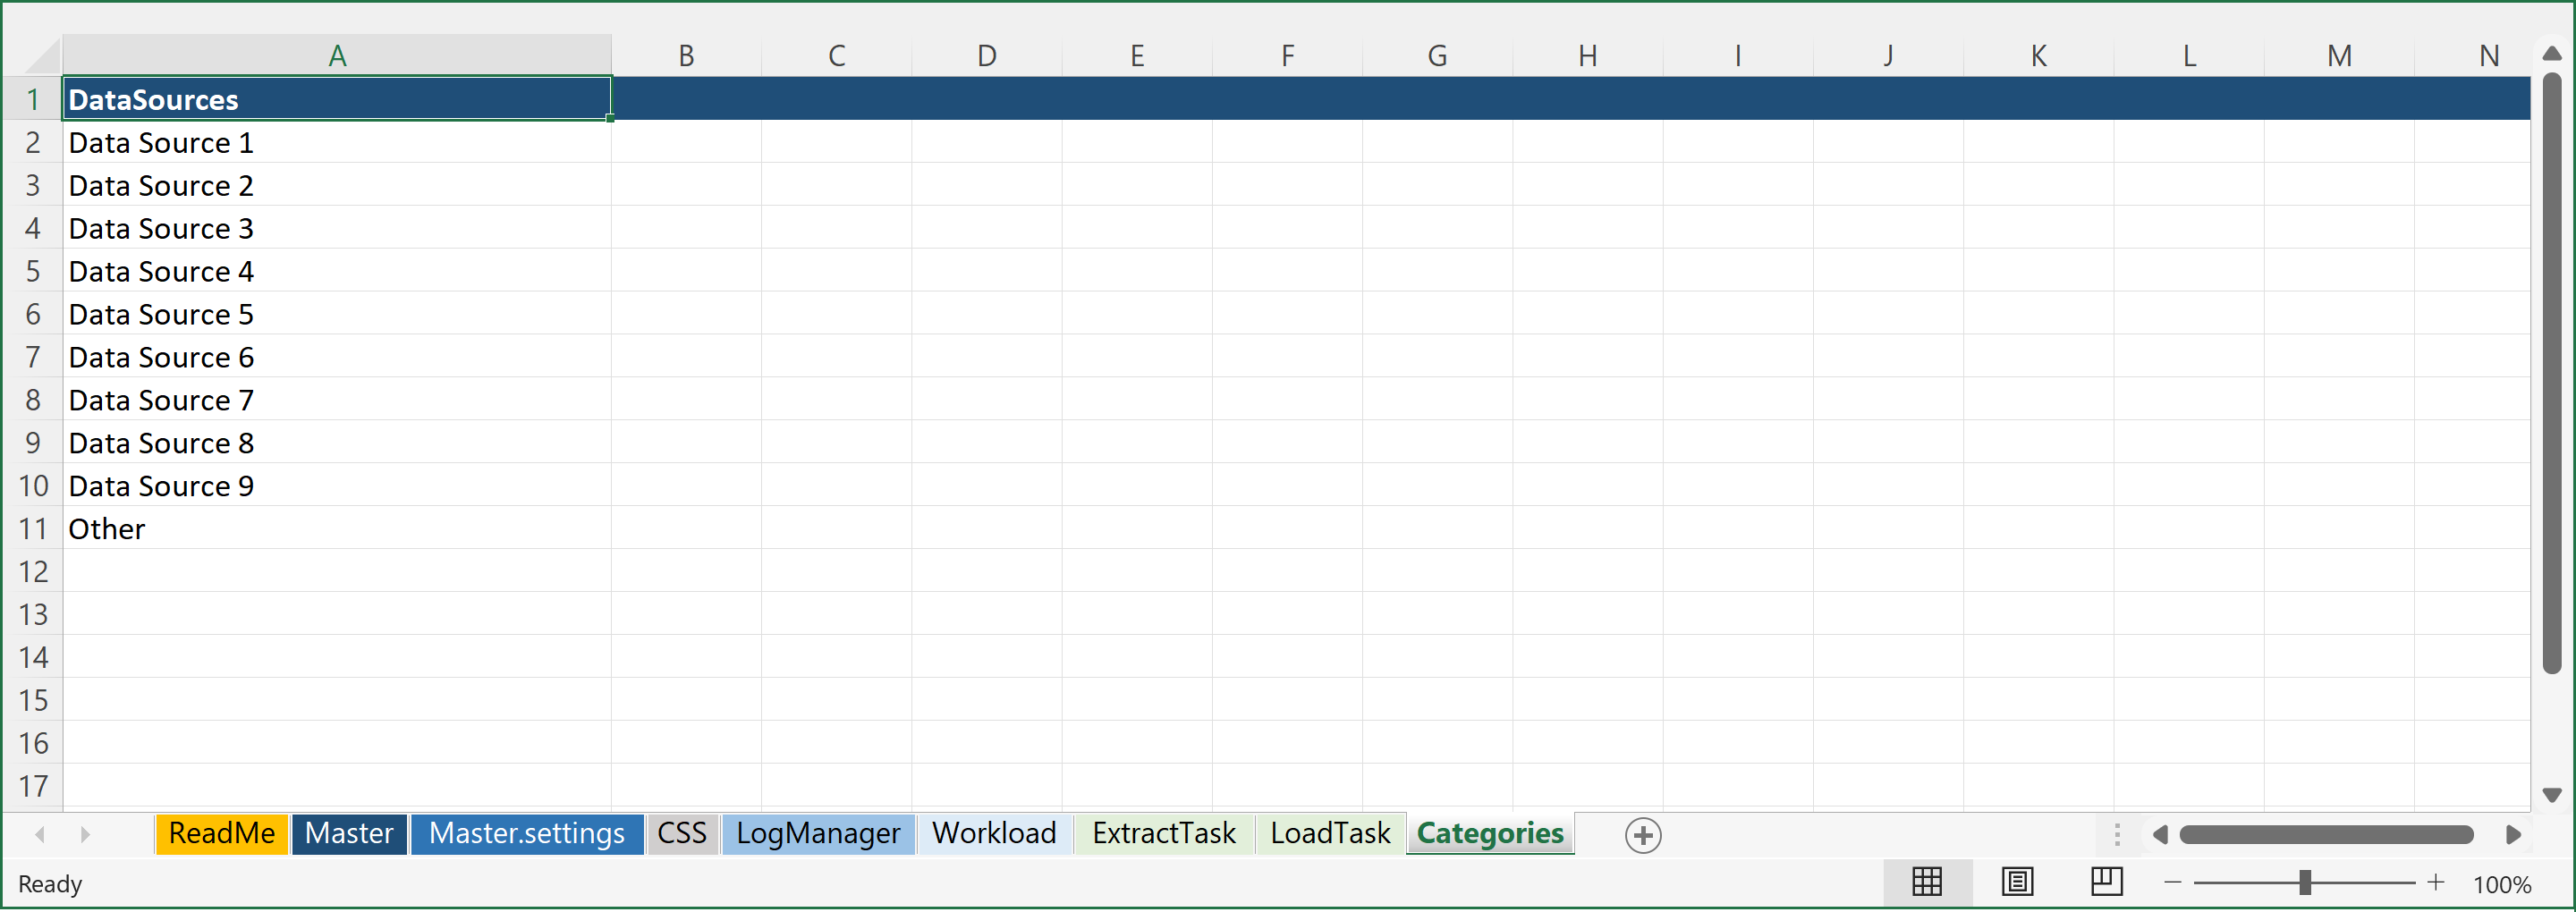 A B C D E F G H I J K L M N
1 DataSources
2 Data Source 1
3 Data Source 2
4 Data Source 3
5 Data Source 4
6 Data Source 5
7 Data Source 6
8 Data Source 7
9 Data Source 8
10 Data Source 9
11 Other
12
13
14
15
16
17
ReadMe Master Master.settings CSS LogManager Workload ExtractTask LoadTask Categories
Ready 100%